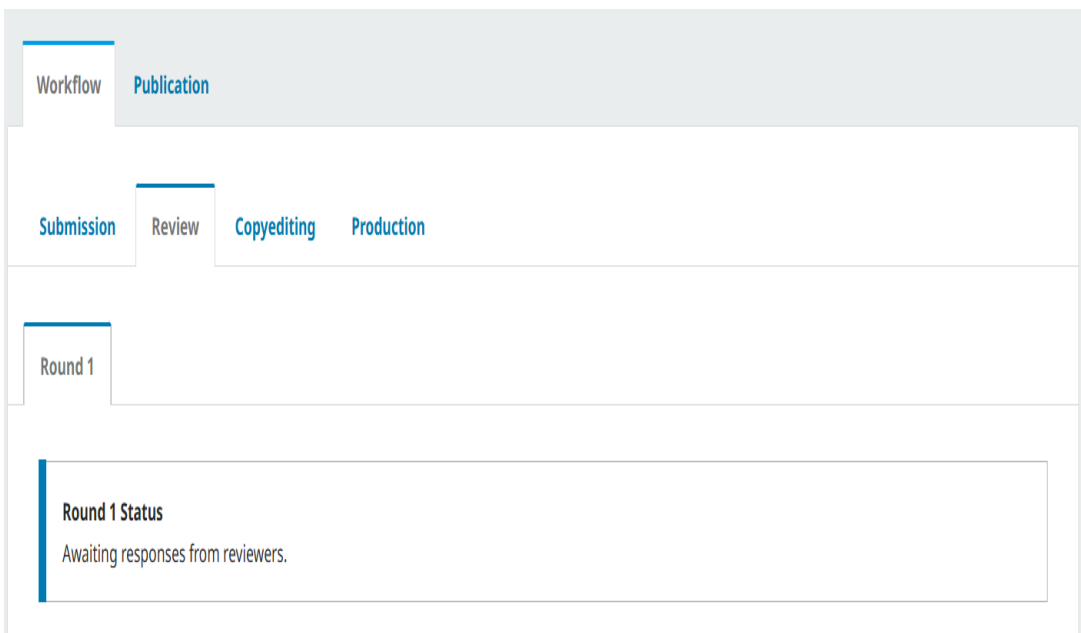 Workflow Publication
Submission Review Copyediting Production
Round 1
Round 1 Status
Awaiting responses from reviewers.